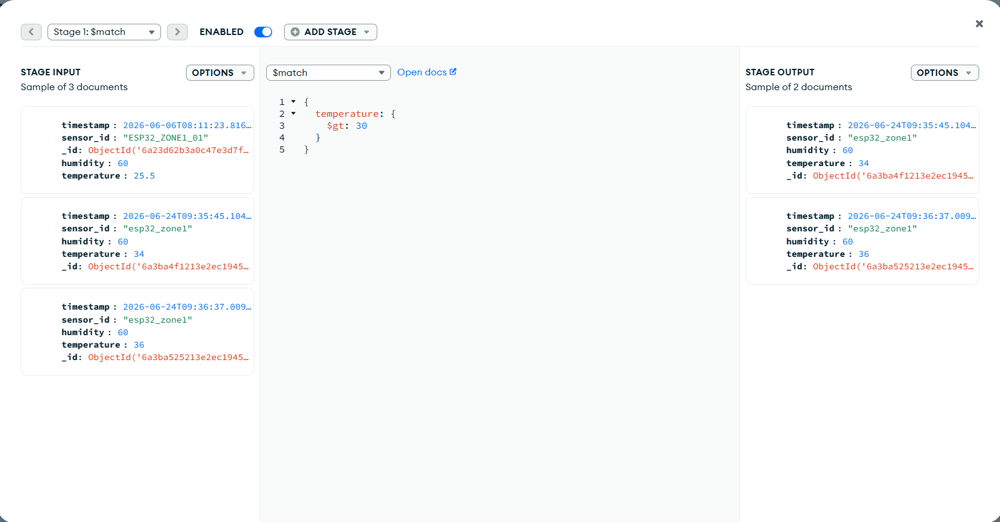 Stage 1: $match
ENABLED
ADD STAGE
STAGE INPUT
OPTIONS
Sample of 3 documents
timestamp : 2026-06-06T08:11:23.816…
sensor_id : "ESP32_ZONE1_01"
_id: ObjectId('6a23d62b3a0c47e3d7f…
humidity : 60
temperature : 25.5
timestamp : 2026-06-24T09:35:45.104…
sensor_id : "esp32_zone1"
humidity : 60
temperature : 34
_id: ObjectId('6a3ba4f1213e2ec1945…
timestamp : 2026-06-24T09:36:37.009…
sensor_id : "esp32_zone1"
humidity : 60
temperature : 36
_id: ObjectId('6a3ba525213e2ec1945…
$match
Open docs
1 {
2 temperature: {
3 $gt: 30
4 }
5 }
STAGE OUTPUT
OPTIONS
Sample of 2 documents
timestamp : 2026-06-24T09:35:45.104…
sensor_id : "esp32_zone1"
humidity : 60
temperature : 34
_id: ObjectId('6a3ba4f1213e2ec1945…
timestamp : 2026-06-24T09:36:37.009…
sensor_id : "esp32_zone1"
humidity : 60
temperature : 36
_id: ObjectId('6a3ba525213e2ec1945…